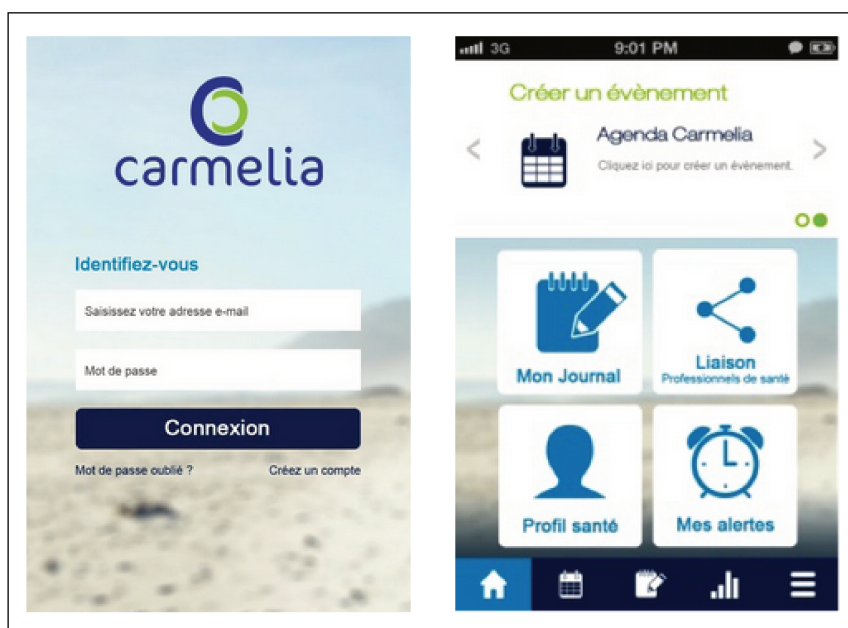 carmelia
Identifiez-vous
Saisissez votre adresse e-mail
Mot de passe
Connexion
Mot de passe oublié ?
Créez un compte
3G
9:01 PM
Créer un évènement
Agenda Carmelia
Cliquez ici pour créer un évènement.
Mon Journal
Liaison
Professionnels de santé
Profil santé
Mes alertes